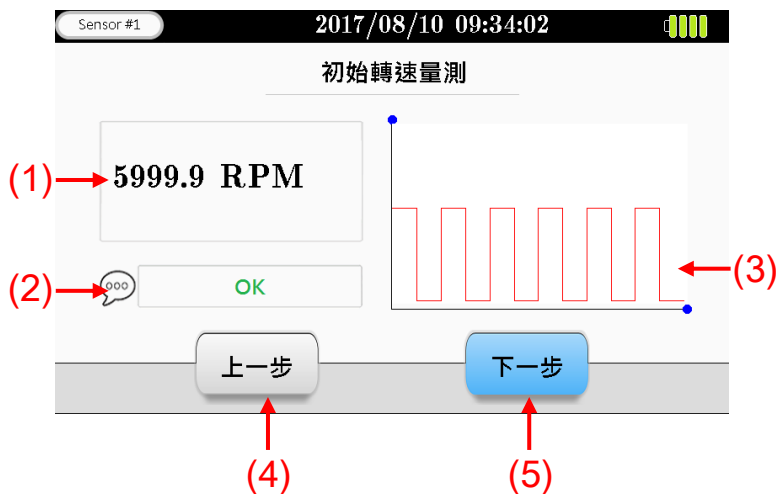 Sensor #1 2017/08/10 09:34:02
初始轉速量測
(1) 5999.9 RPM
(2) OK
(3)
上一步 下一步
(4) (5)